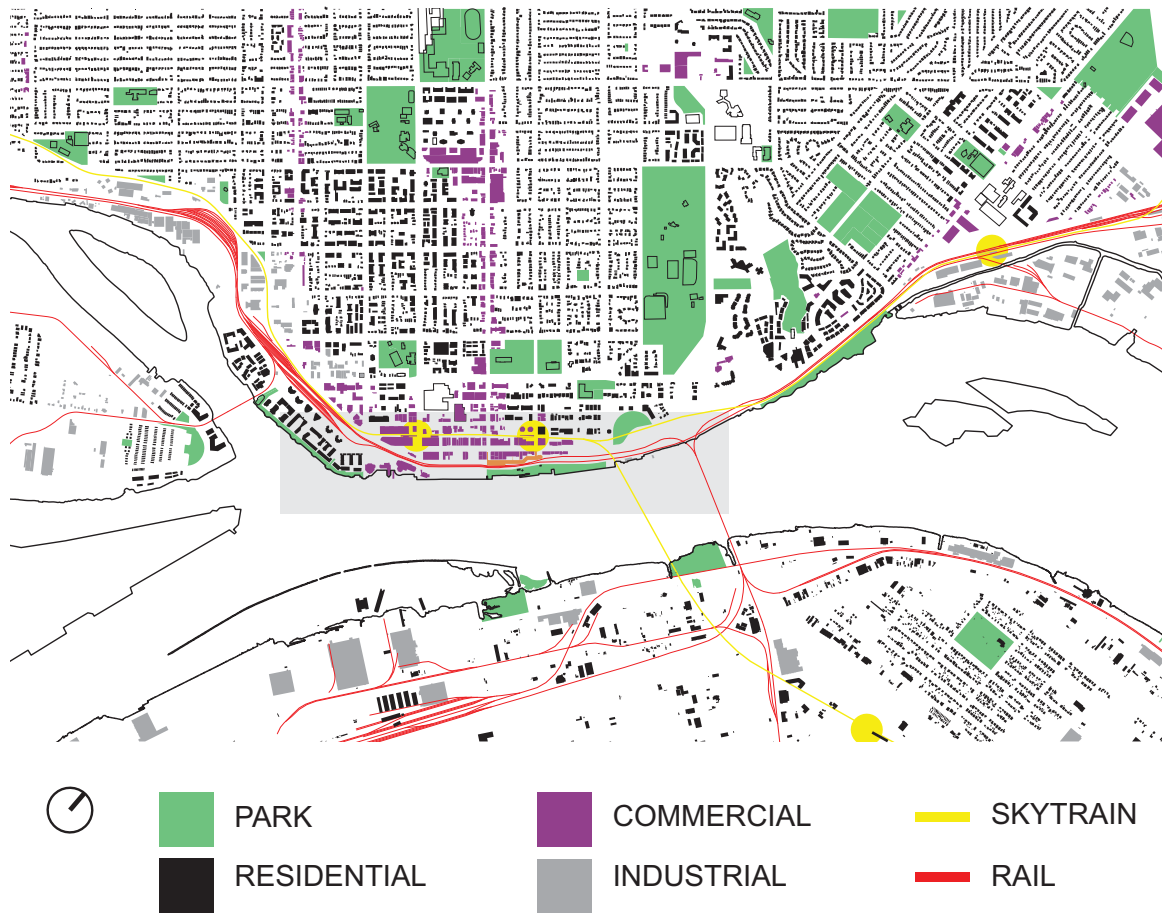 PARK
COMMERCIAL
SKYTRAIN
RESIDENTIAL
INDUSTRIAL
RAIL